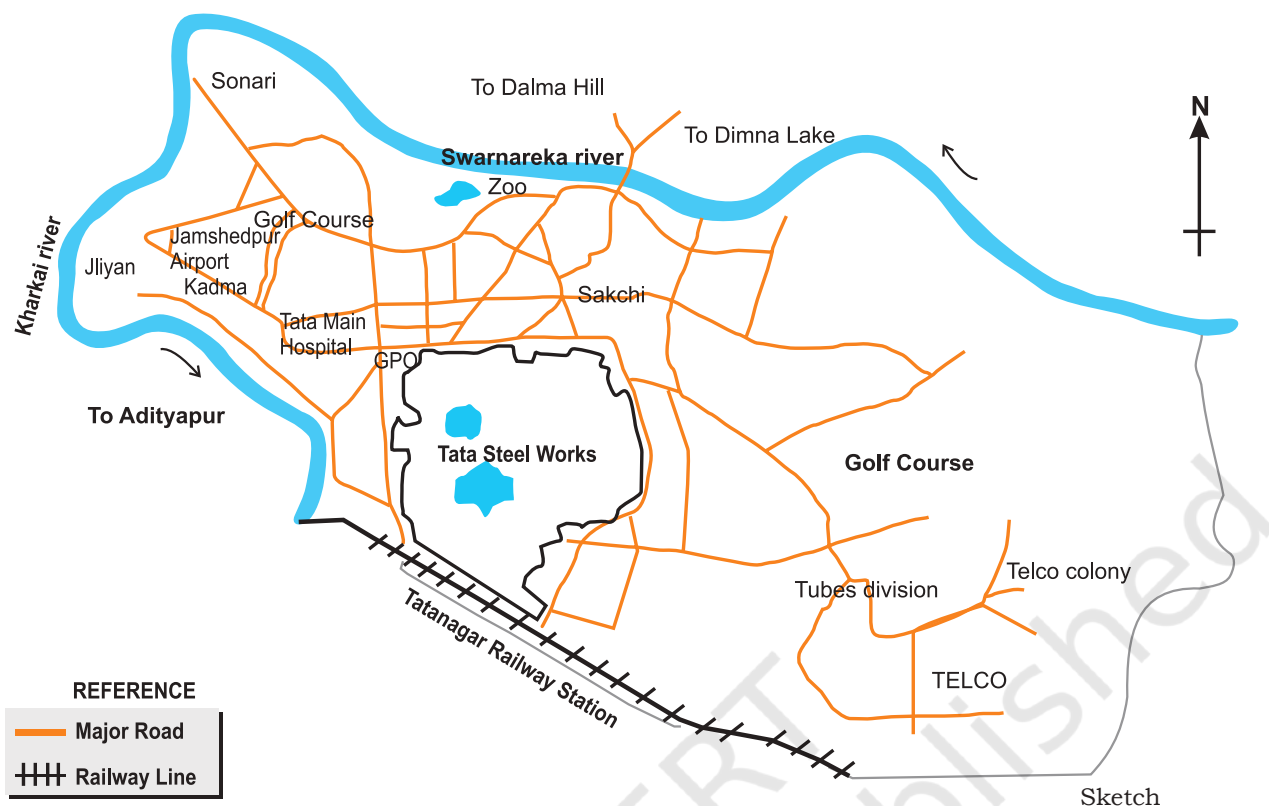 Sonari
To Dalma Hill
N
To Dimna Lake
Swarnareka river
Zoo
Golf Course
Jamshedpur
Airport
Kadma
Jliyan
Kharkai river
Sakchi
Tata Main
Hospital
GPO
To Adityapur
Tata Steel Works
Golf Course
Tubes division
Telco colony
Tatanagar Railway Station
TELCO
REFERENCE
Major Road
Railway Line
Sketch